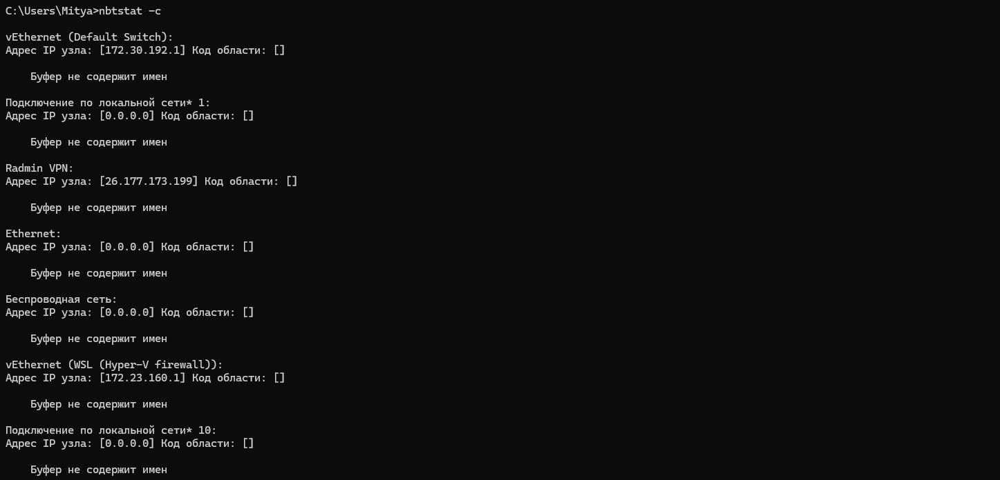 C:\Users\Mitya>nbtstat -c
vEthernet (Default Switch):
Адрес IP узла: [172.30.192.1] Код области: []
Буфер не содержит имен
Подключение по локальной сети* 1:
Адрес IP узла: [0.0.0.0] Код области: []
Буфер не содержит имен
Radmin VPN:
Адрес IP узла: [26.177.173.199] Код области: []
Буфер не содержит имен
Ethernet:
Адрес IP узла: [0.0.0.0] Код области: []
Буфер не содержит имен
Беспроводная сеть:
Адрес IP узла: [0.0.0.0] Код области: []
Буфер не содержит имен
vEthernet (WSL (Hyper-V firewall)):
Адрес IP узла: [172.23.160.1] Код области: []
Буфер не содержит имен
Подключение по локальной сети* 10:
Адрес IP узла: [0.0.0.0] Код области: []
Буфер не содержит имен